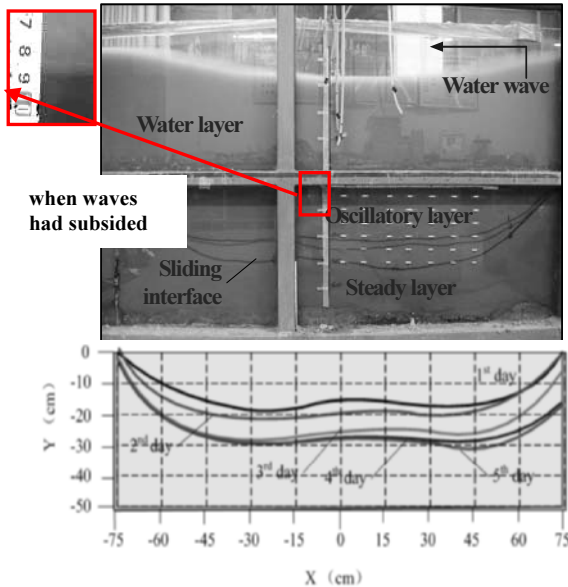 7
8
9
10
Water wave
Water layer
when waves
had subsided
Oscillatory layer
Sliding
interface
Steady layer
Y (cm)
0
-10
-20
-30
-40
-50
1st day
2nd day
3rd day
4th day
5th day
-75 -60 -45 -30 -15 0 15 30 45 60 75
X (cm)